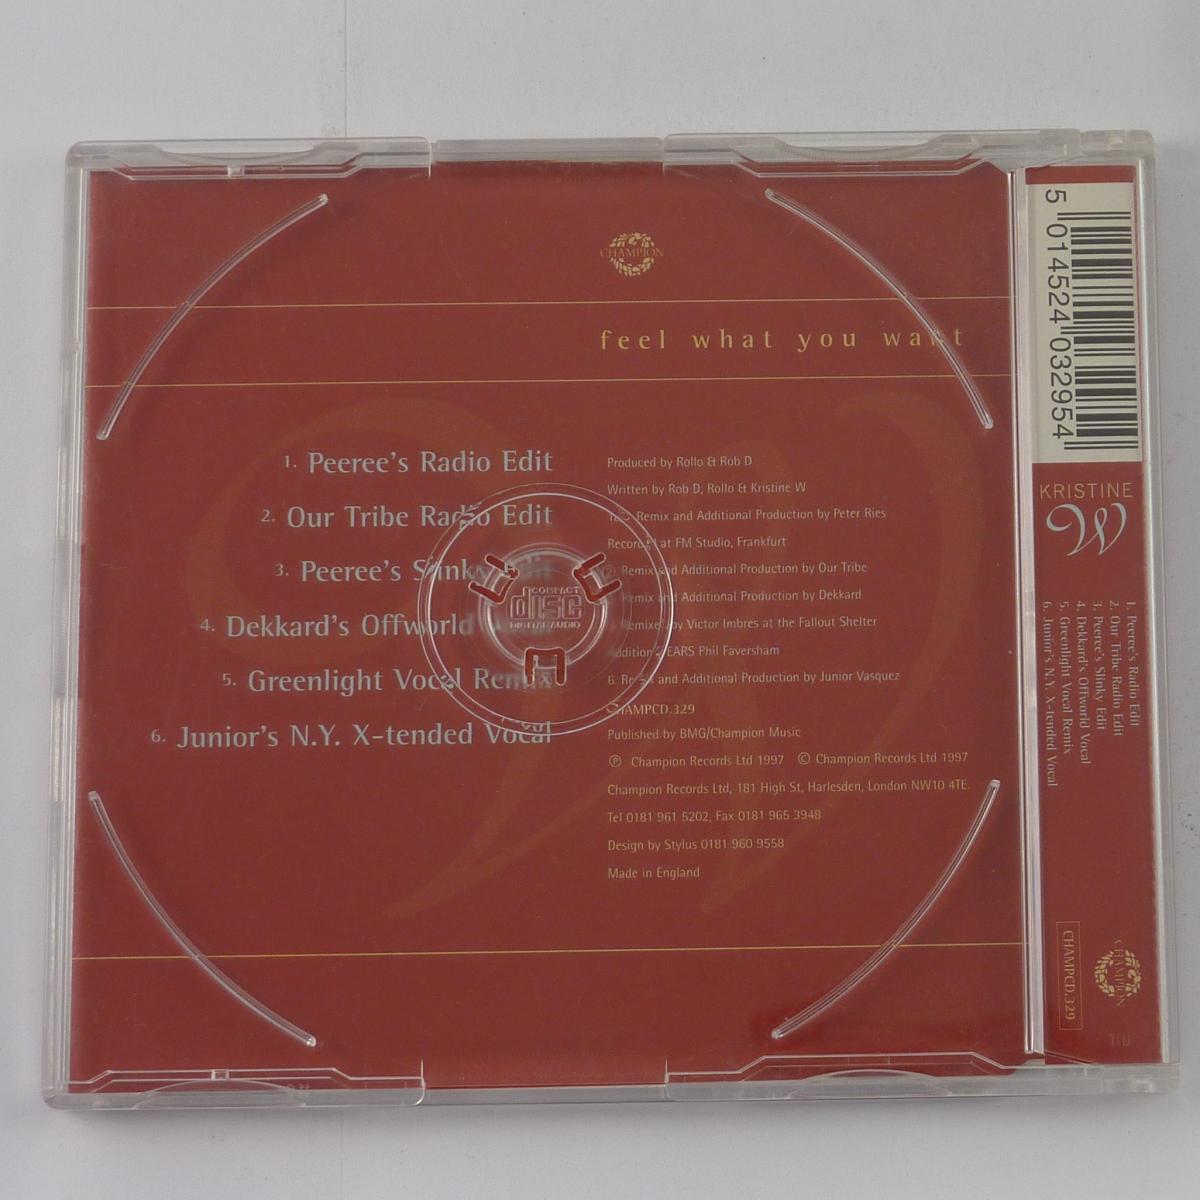 CHAMPION
feel what you want
1. Peeree's Radio Edit
2. Our Tribe Radio Edit
3. Peeree's Slinky Edit
4. Dekkard's Offworld Vocal
5. Greenlight Vocal Remix
6. Junior's N.Y. X-tended Vocal
Produced by Rollo & Rob D
Written by Rob D, Rollo & Kristine W
Remix and Additional Production by Peter Ries
Recorded at FM Studio, Frankfurt
Remix and Additional Production by Our Tribe
Remix and Additional Production by Dekkard
Remixed by Victor Imbres at the Fallout Shelter
EARS Phil Faversham
6. Remix and Additional Production by Junior Vasquez
CHAMPCD.329
Published by BMG/Champion Music
Ⓟ Champion Records Ltd 1997 © Champion Records Ltd 1997
Champion Records Ltd, 181 High St, Harlesden, London NW10 4TE.
Tel 0181 961 5202, Fax 0181 965 3948
Design by Stylus 0181 960 9558
Made in England
COMPACT
disc
DIGITAL AUDIO
5 014524 032954
KRISTINE
W
1. Peeree's Radio Edit
2. Our Tribe Radio Edit
3. Peeree's Slinky Edit
4. Dekkard's Offworld Vocal
5. Greenlight Vocal Remix
6. Junior's N.Y. X-tended Vocal
CHAMPION
CHAMPCD.329